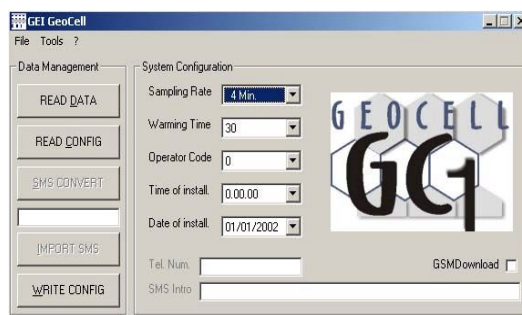 GEI GeoCell
File Tools ?
Data Management
READ DATA
READ CONFIG
SMS CONVERT
IMPORT SMS
WRITE CONFIG
System Configuration
Sampling Rate 4 Min.
Warming Time 30
Operator Code 0
Time of install. 0.00.00
Date of install. 01/01/2002
GEOCELL
GC1
Tel. Num.
GSMDownload
SMS Intro